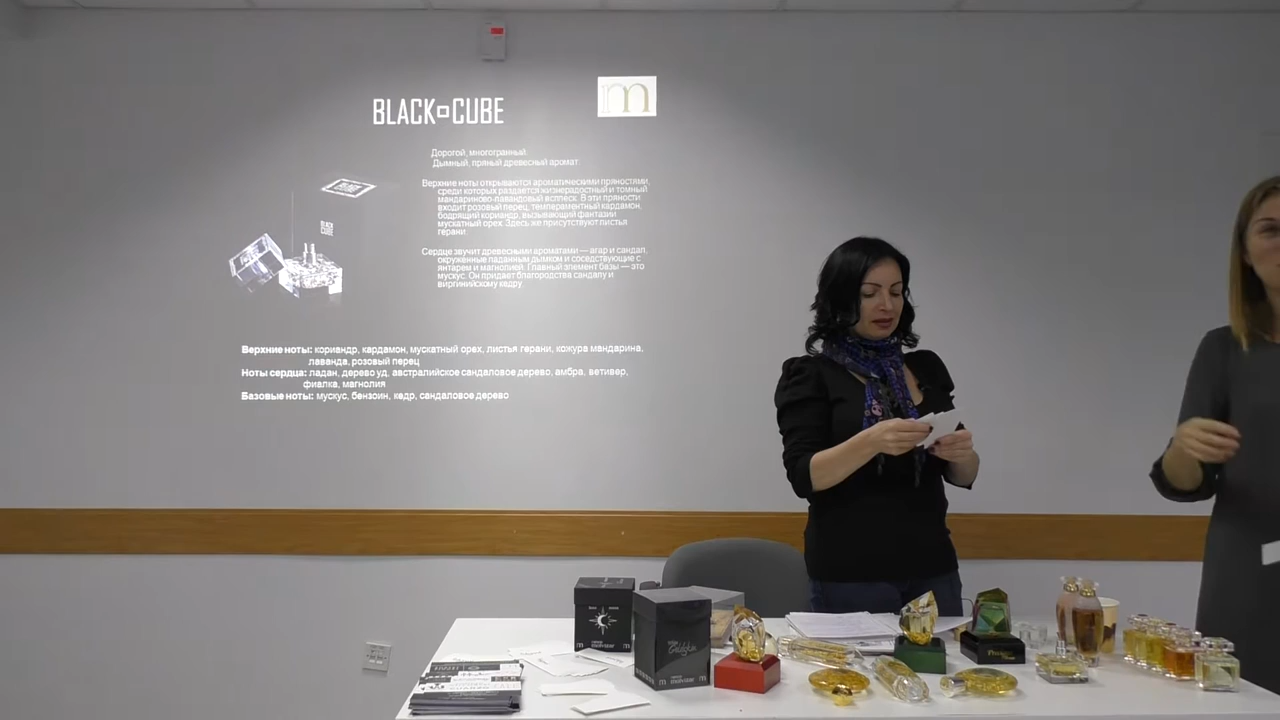 BLACK CUBE
m
Дорогой, многогранный.
Дымный, пряный древесный аромат
Верхние ноты открываются ароматическими пряностями,
среди которых раздается жизнерадостный и томный
мандариново-лавандовый всплеск. В эти пряности
входит розовый перец, темпераментный кардамон,
бодрящий кориандр, вызывающий фантазии
мускатный орех. Здесь же присутствуют листья
герани.
Сердце звучит древесными ароматами — агар и сандал,
окруженные ладанным дымком и соседствующие с
янтарем и магнолией. Главный элемент базы — это
мускус. Он придает благородства сандалу и
виргинийскому кедру
BLACK
CUBE
Верхние ноты: кориандр, кардамон, мускатный орех, листья герани, кожура мандарина,
лаванда, розовый перец
Ноты сердца: ладан, дерево уд, австралийское сандаловое дерево, амбра, ветивер,
фиалка, магнолия
Базовые ноты: мускус, бензоин, кедр, сандаловое дерево
m
m
m